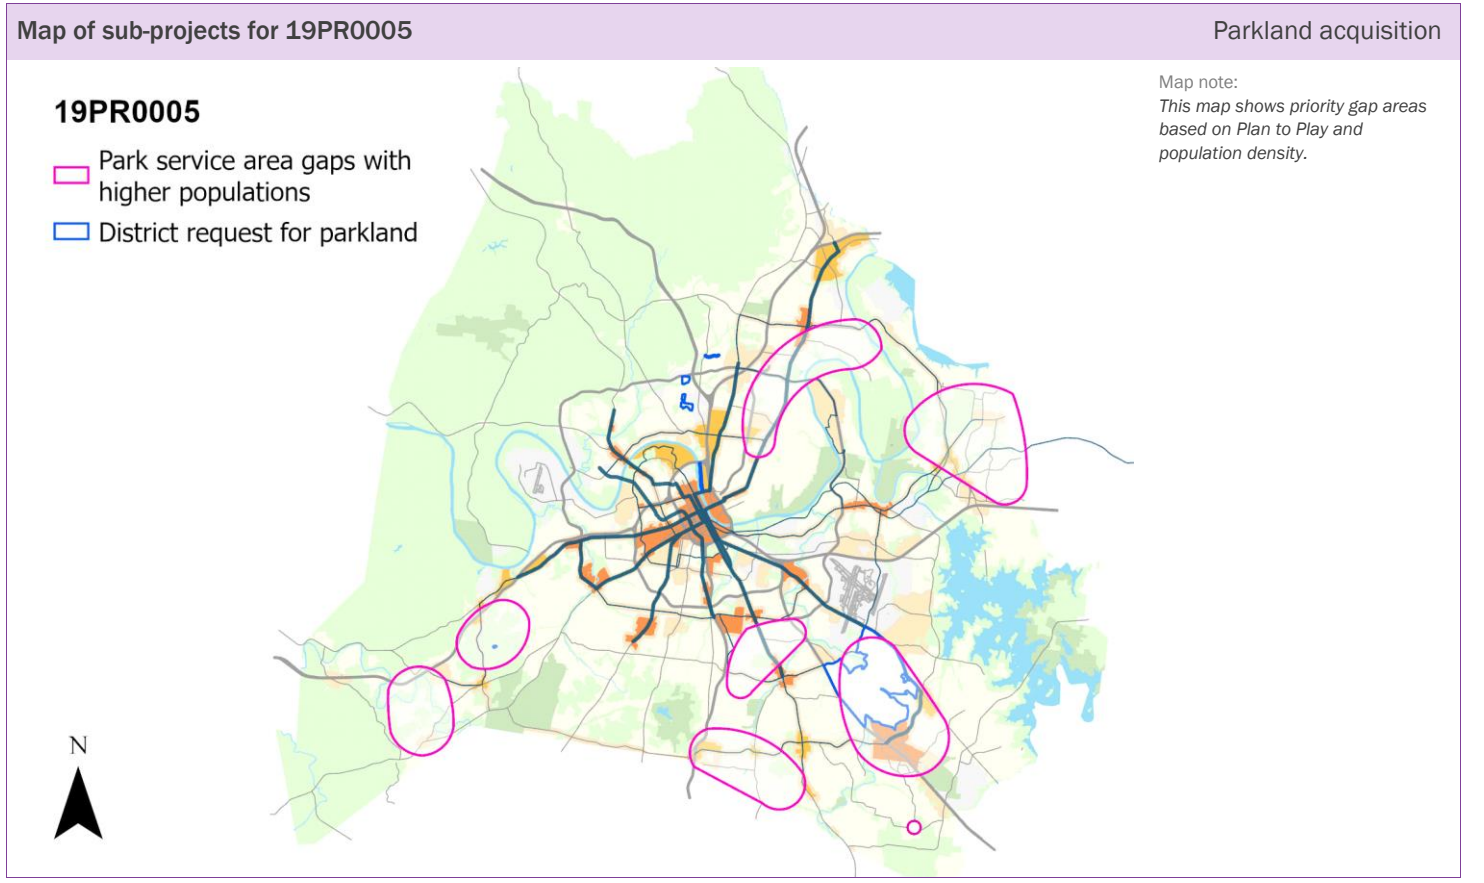 Map of sub-projects for 19PR0005
Parkland acquisition
Map note:
This map shows priority gap areas
based on Plan to Play and
population density.
19PR0005
Park service area gaps with
higher populations
District request for parkland
N